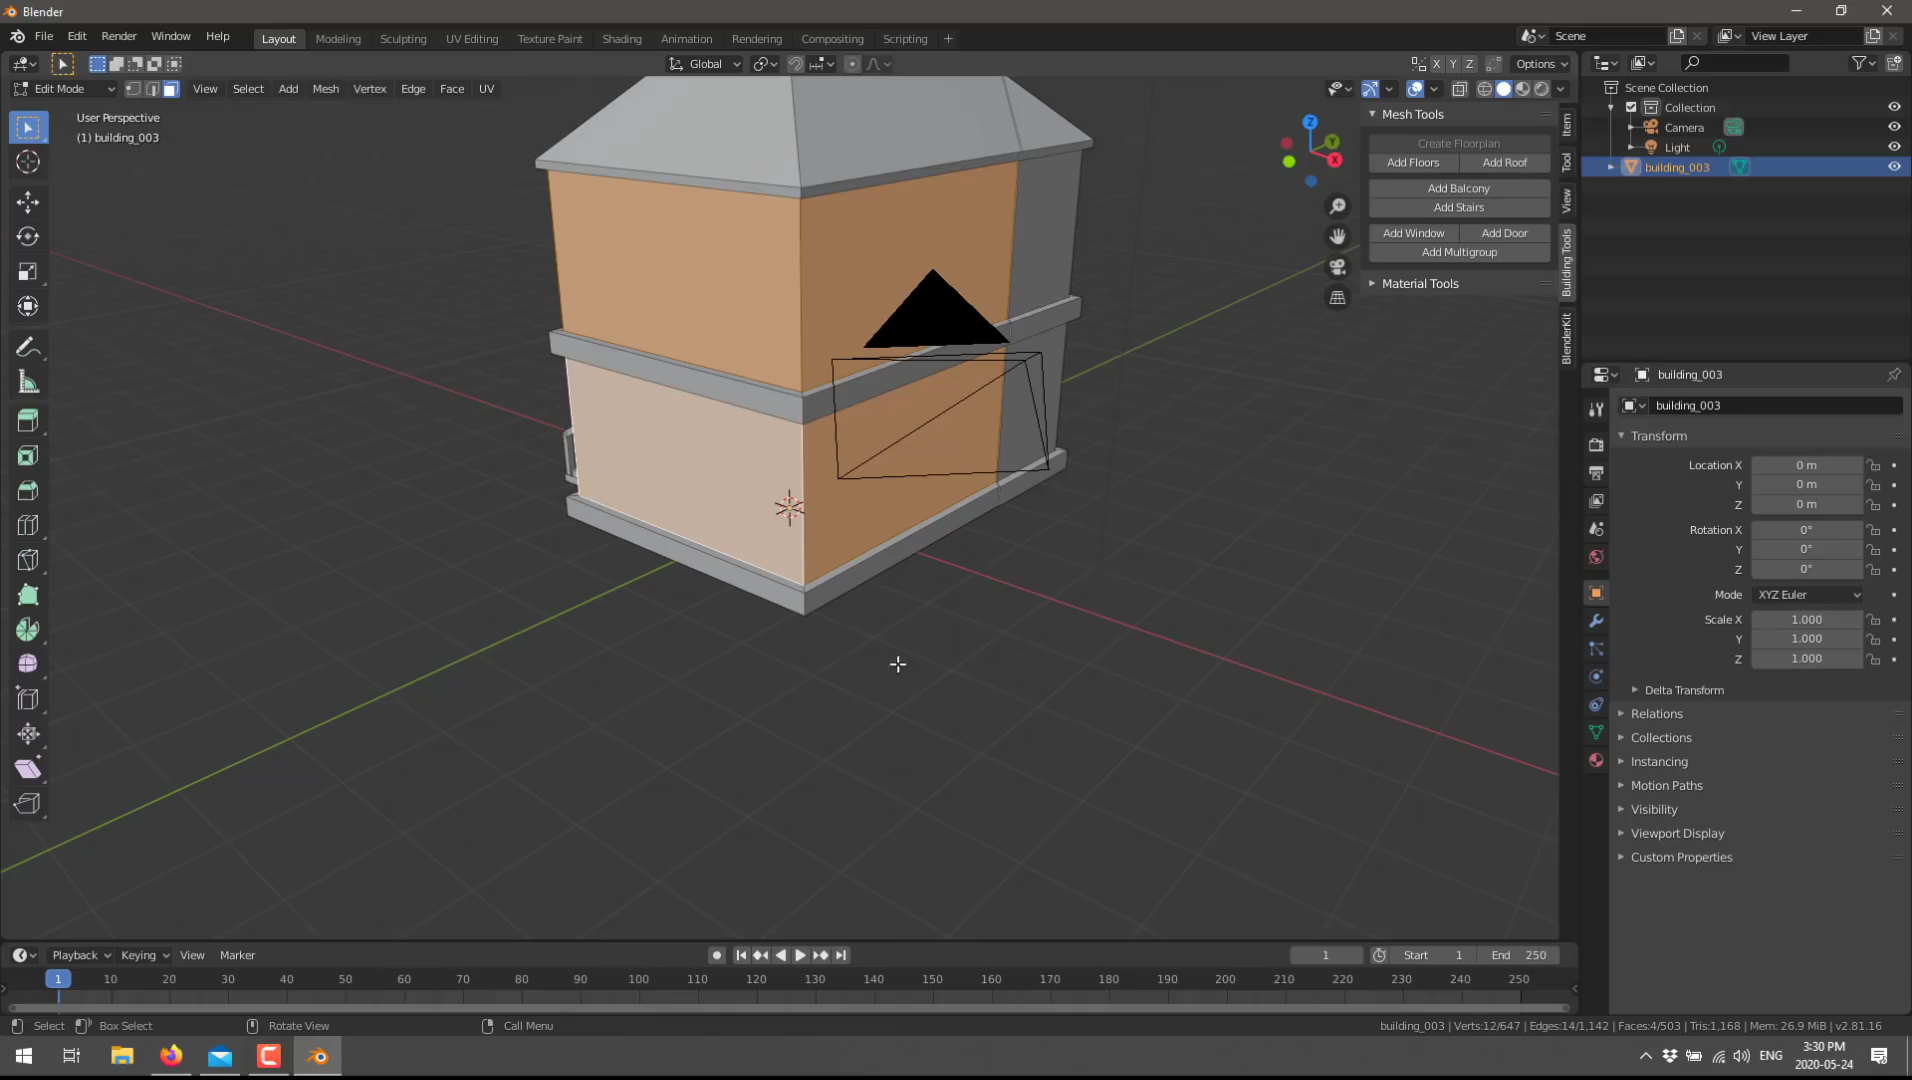 Blender
File Edit Render Window Help
Layout Modeling Sculpting UV Editing Texture Paint Shading Animation Rendering Compositing Scripting +
Scene
View Layer
Global
X Y Z Options
Edit Mode View Select Add Mesh Vertex Edge Face UV
User Perspective
(1) building_003
Z
Y
X
Mesh Tools
Create Floorplan
Add Floors Add Roof
Add Balcony
Add Stairs
Add Window Add Door
Add Multigroup
Material Tools
Item
Tool
View
Building Tools
BlenderKit
Scene Collection
Collection
Camera
Light
building_003
building_003
building_003
Transform
Location X 0 m
Y 0 m
Z 0 m
Rotation X 0°
Y 0°
Z 0°
Mode XYZ Euler
Scale X 1.000
Y 1.000
Z 1.000
Delta Transform
Relations
Collections
Instancing
Motion Paths
Visibility
Viewport Display
Custom Properties
Playback Keying View Marker
1 Start 1 End 250
1 10 20 30 40 50 60 70 80 90 100 110 120 130 140 150 160 170 180 190 200 210 220 230 240 250
Select Box Select Rotate View Call Menu
building_003 | Verts:12/647 | Edges:14/1,142 | Faces:4/503 | Tris:1,168 | Mem: 26.9 MiB | v2.81.16
ENG
3:30 PM
2020-05-24